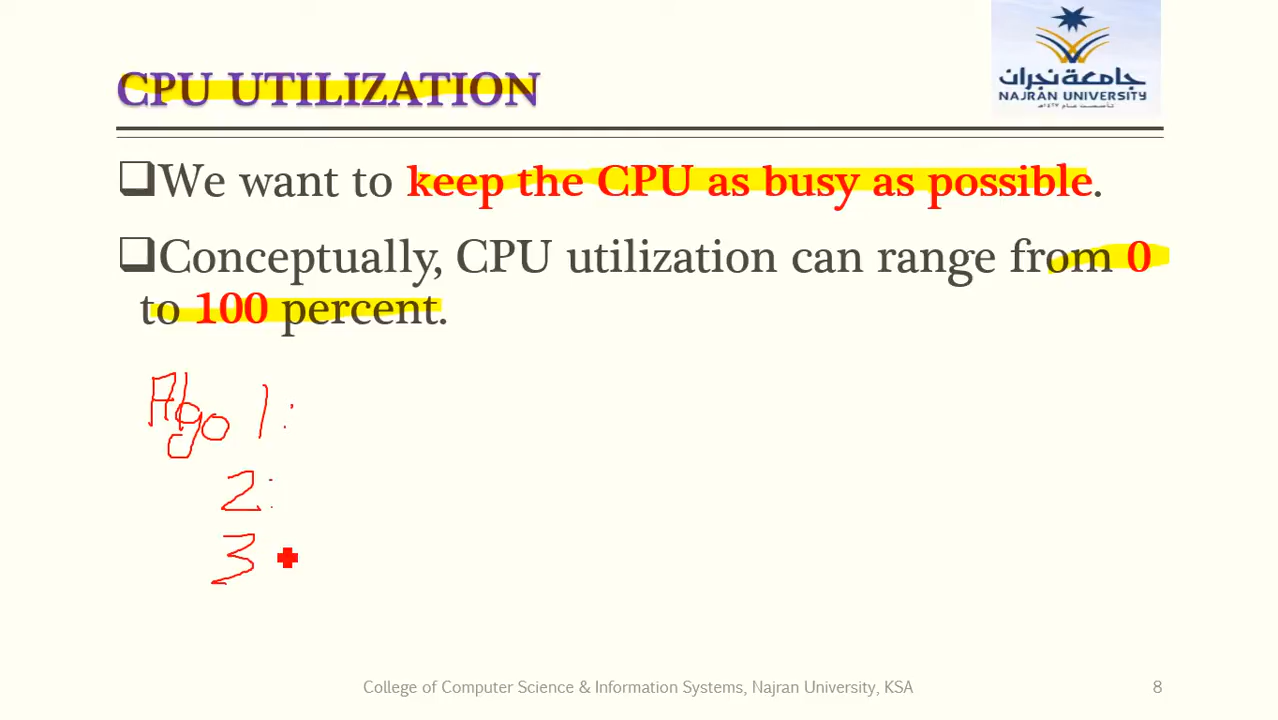 جامعة نجران
NAJRAN UNIVERSITY
CPU UTILIZATION
We want to keep the CPU as busy as possible.
Conceptually, CPU utilization can range from 0
to 100 percent.
Algo 1:
2:
3
College of Computer Science & Information Systems, Najran University, KSA
8